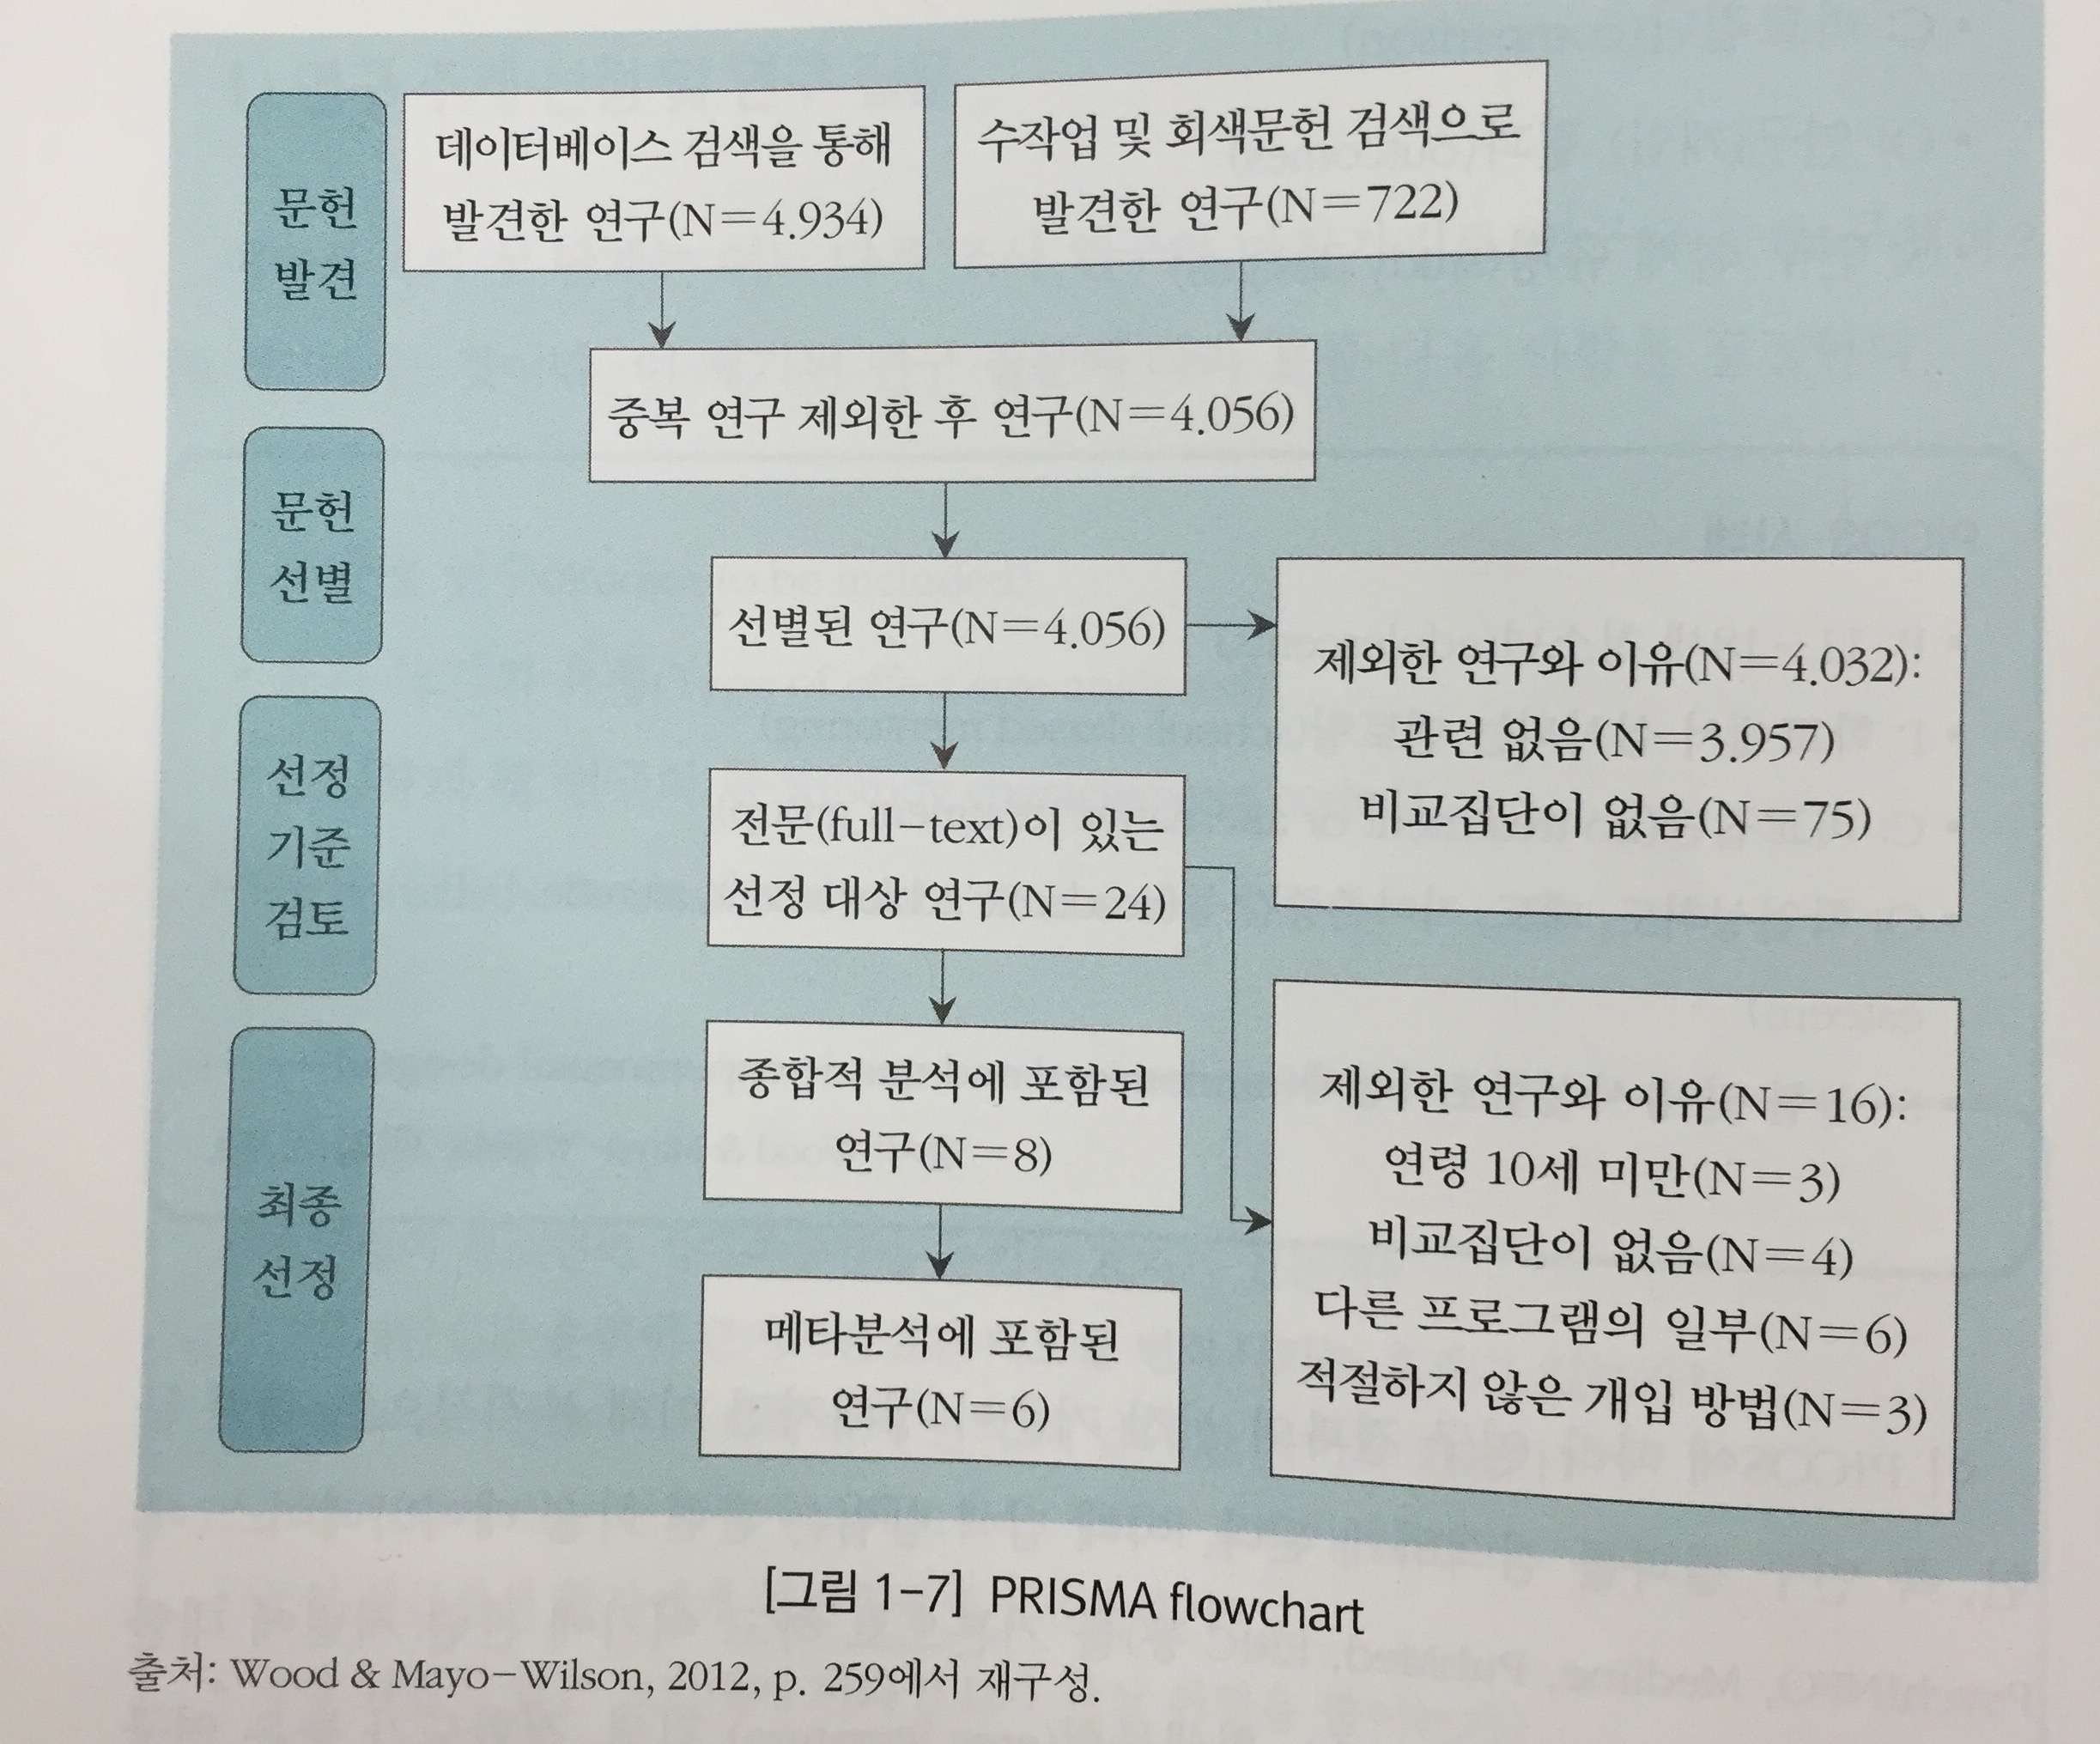 문헌
발견
데이터베이스 검색을 통해
발견한 연구(N=4.934)
수작업 및 회색문헌 검색으로
발견한 연구(N=722)
중복 연구 제외한 후 연구(N=4.056)
문헌
선별
선별된 연구(N=4.056)
제외한 연구와 이유(N=4.032):
관련 없음(N=3.957)
비교집단이 없음(N=75)
선정
기준
검토
전문(full-text)이 있는
선정 대상 연구(N=24)
제외한 연구와 이유(N=16):
연령 10세 미만(N=3)
비교집단이 없음(N=4)
다른 프로그램의 일부(N=6)
적절하지 않은 개입 방법(N=3)
최종
선정
종합적 분석에 포함된
연구(N=8)
메타분석에 포함된
연구(N=6)
[그림 1-7] PRISMA flowchart
출처: Wood & Mayo-Wilson, 2012, p. 259에서 재구성.